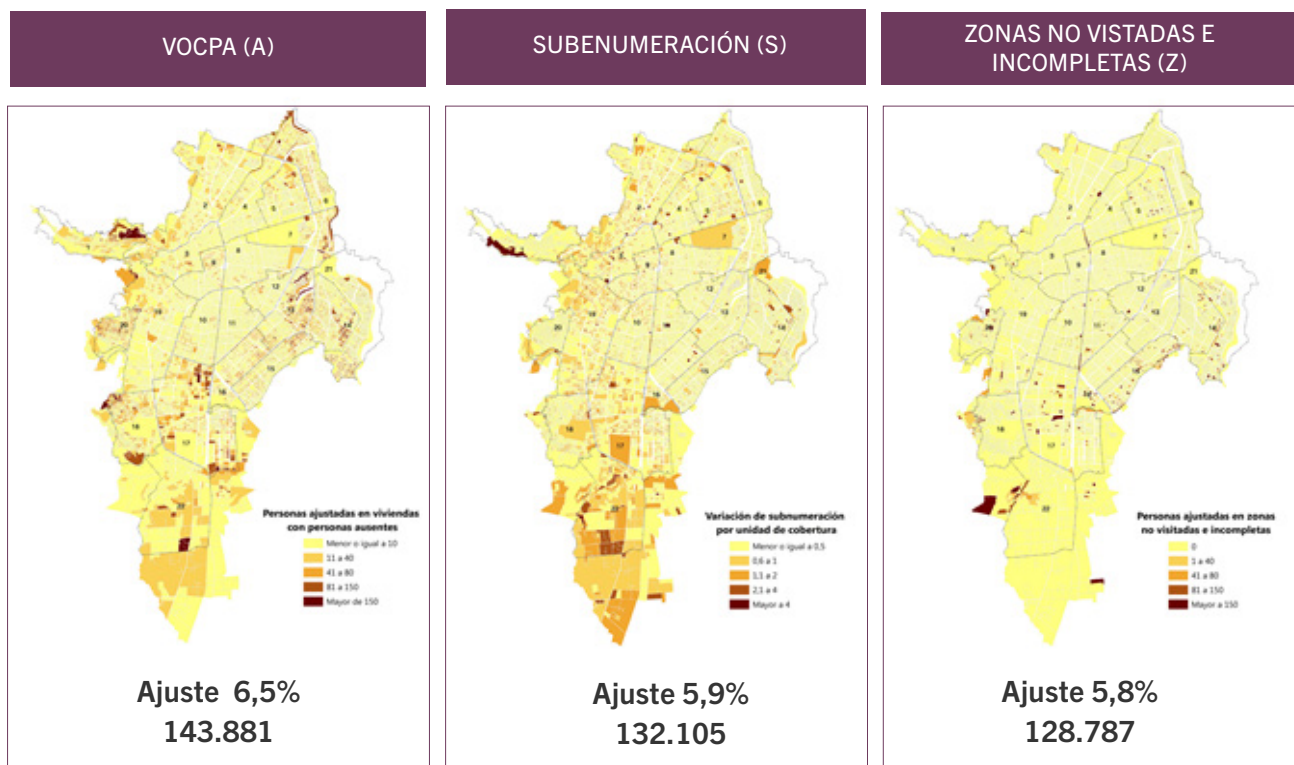 VOCPA (A)
SUBENUMERACIÓN (S)
ZONAS NO VISTADAS E
INCOMPLETAS (Z)
Personas ajustadas en viviendas
con personas ausentes
Menor o igual a 10
11 a 40
41 a 80
81 a 150
Mayor de 150
Ajuste 6,5%
143.881
Variación de subnumeración
por unidad de cobertura
Menor o igual a 0,5
0,6 a 1
1,1 a 2
2,1 a 4
Mayor a 4
Ajuste 5,9%
132.105
Personas ajustadas en zonas
no visitadas e incompletas
0
1 a 40
41 a 80
81 a 150
Mayor a 150
Ajuste 5,8%
128.787